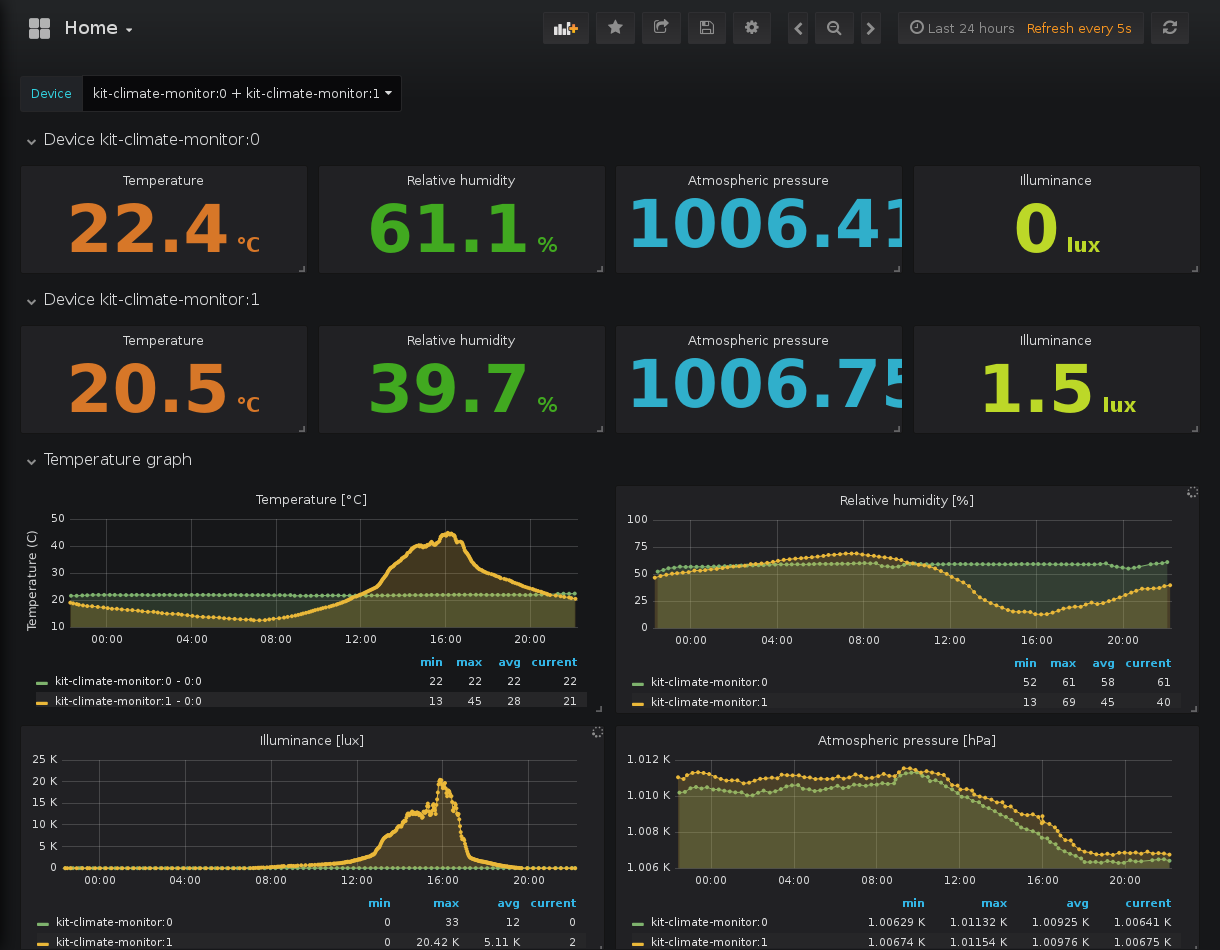 Home
Last 24 hours Refresh every 5s
Device kit-climate-monitor:0 + kit-climate-monitor:1
Device kit-climate-monitor:0
Temperature Relative humidity Atmospheric pressure Illuminance
22.4 °C 61.1 % 1006.41 0 lux
Device kit-climate-monitor:1
Temperature Relative humidity Atmospheric pressure Illuminance
20.5 °C 39.7 % 1006.75 1.5 lux
Temperature graph
Temperature [°C]
Temperature (C)
50
40
30
20
10
00:00 04:00 08:00 12:00 16:00 20:00
min max avg current
kit-climate-monitor:0 - 0:0 22 22 22 22
kit-climate-monitor:1 - 0:0 13 45 28 21
Relative humidity [%]
100
75
50
25
0
00:00 04:00 08:00 12:00 16:00 20:00
min max avg current
kit-climate-monitor:0 52 61 58 61
kit-climate-monitor:1 13 69 45 40
Illuminance [lux]
25 K
20 K
15 K
10 K
5 K
0
00:00 04:00 08:00 12:00 16:00 20:00
min max avg current
kit-climate-monitor:0 0 33 12 0
kit-climate-monitor:1 0 20.42 K 5.11 K 2
Atmospheric pressure [hPa]
1.012 K
1.010 K
1.008 K
1.006 K
00:00 04:00 08:00 12:00 16:00 20:00
min max avg current
kit-climate-monitor:0 1.00629 K 1.01132 K 1.00925 K 1.00641 K
kit-climate-monitor:1 1.00674 K 1.01154 K 1.00976 K 1.00675 K